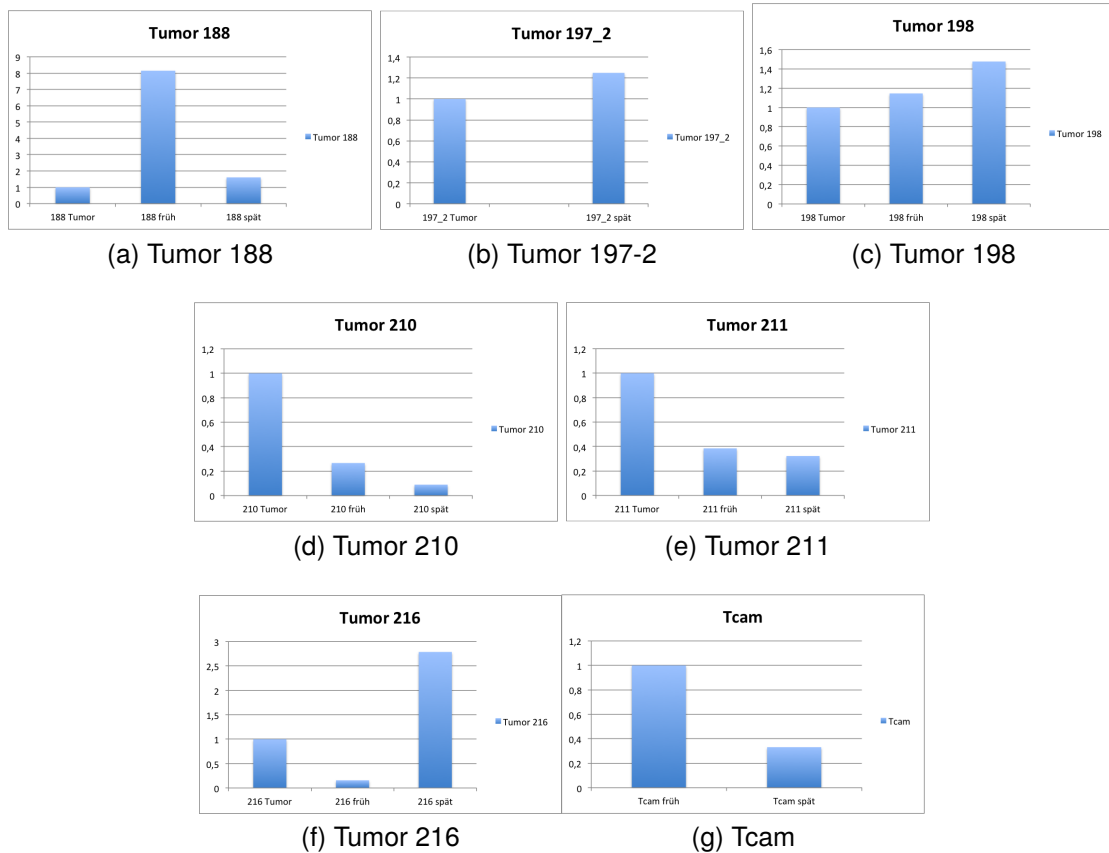 Tumor 188
9
8
7
6
5
4
3
2
1
0
188 Tumor 188 früh 188 spät
Tumor 188
(a) Tumor 188
Tumor 197_2
1,4
1,2
1
0,8
0,6
0,4
0,2
0
197_2 Tumor 197_2 spät
Tumor 197_2
(b) Tumor 197-2
Tumor 198
1,6
1,4
1,2
1
0,8
0,6
0,4
0,2
0
198 Tumor 198 früh 198 spät
Tumor 198
(c) Tumor 198
Tumor 210
1,2
1
0,8
0,6
0,4
0,2
0
210 Tumor 210 früh 210 spät
Tumor 210
(d) Tumor 210
Tumor 211
1,2
1
0,8
0,6
0,4
0,2
0
211 Tumor 211 früh 211 spät
Tumor 211
(e) Tumor 211
Tumor 216
3
2,5
2
1,5
1
0,5
0
216 Tumor 216 früh 216 spät
Tumor 216
(f) Tumor 216
Tcam
1,2
1
0,8
0,6
0,4
0,2
0
Tcam früh Tcam spät
Tcam
(g) Tcam